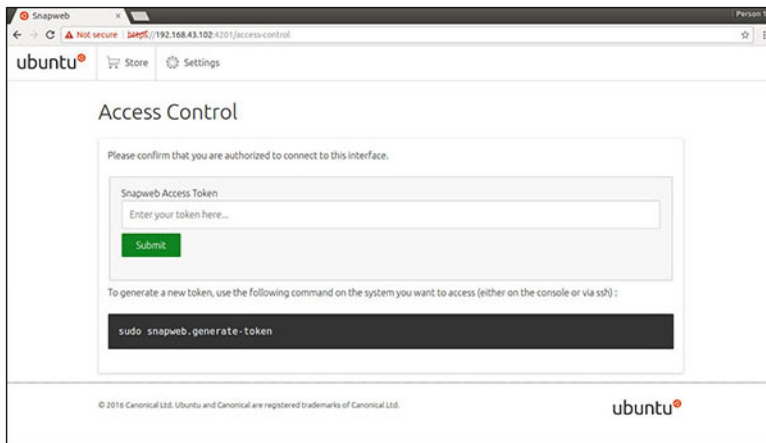 Snapweb
Person 1
Not secure | https://192.168.43.102:4201/access-control
ubuntu
Store
Settings
Access Control
Please confirm that you are authorized to connect to this interface.
Snapweb Access Token
Enter your token here...
Submit
To generate a new token, use the following command on the system you want to access (either on the console or via ssh) :
sudo snapweb.generate-token
© 2016 Canonical Ltd. Ubuntu and Canonical are registered trademarks of Canonical Ltd.
ubuntu